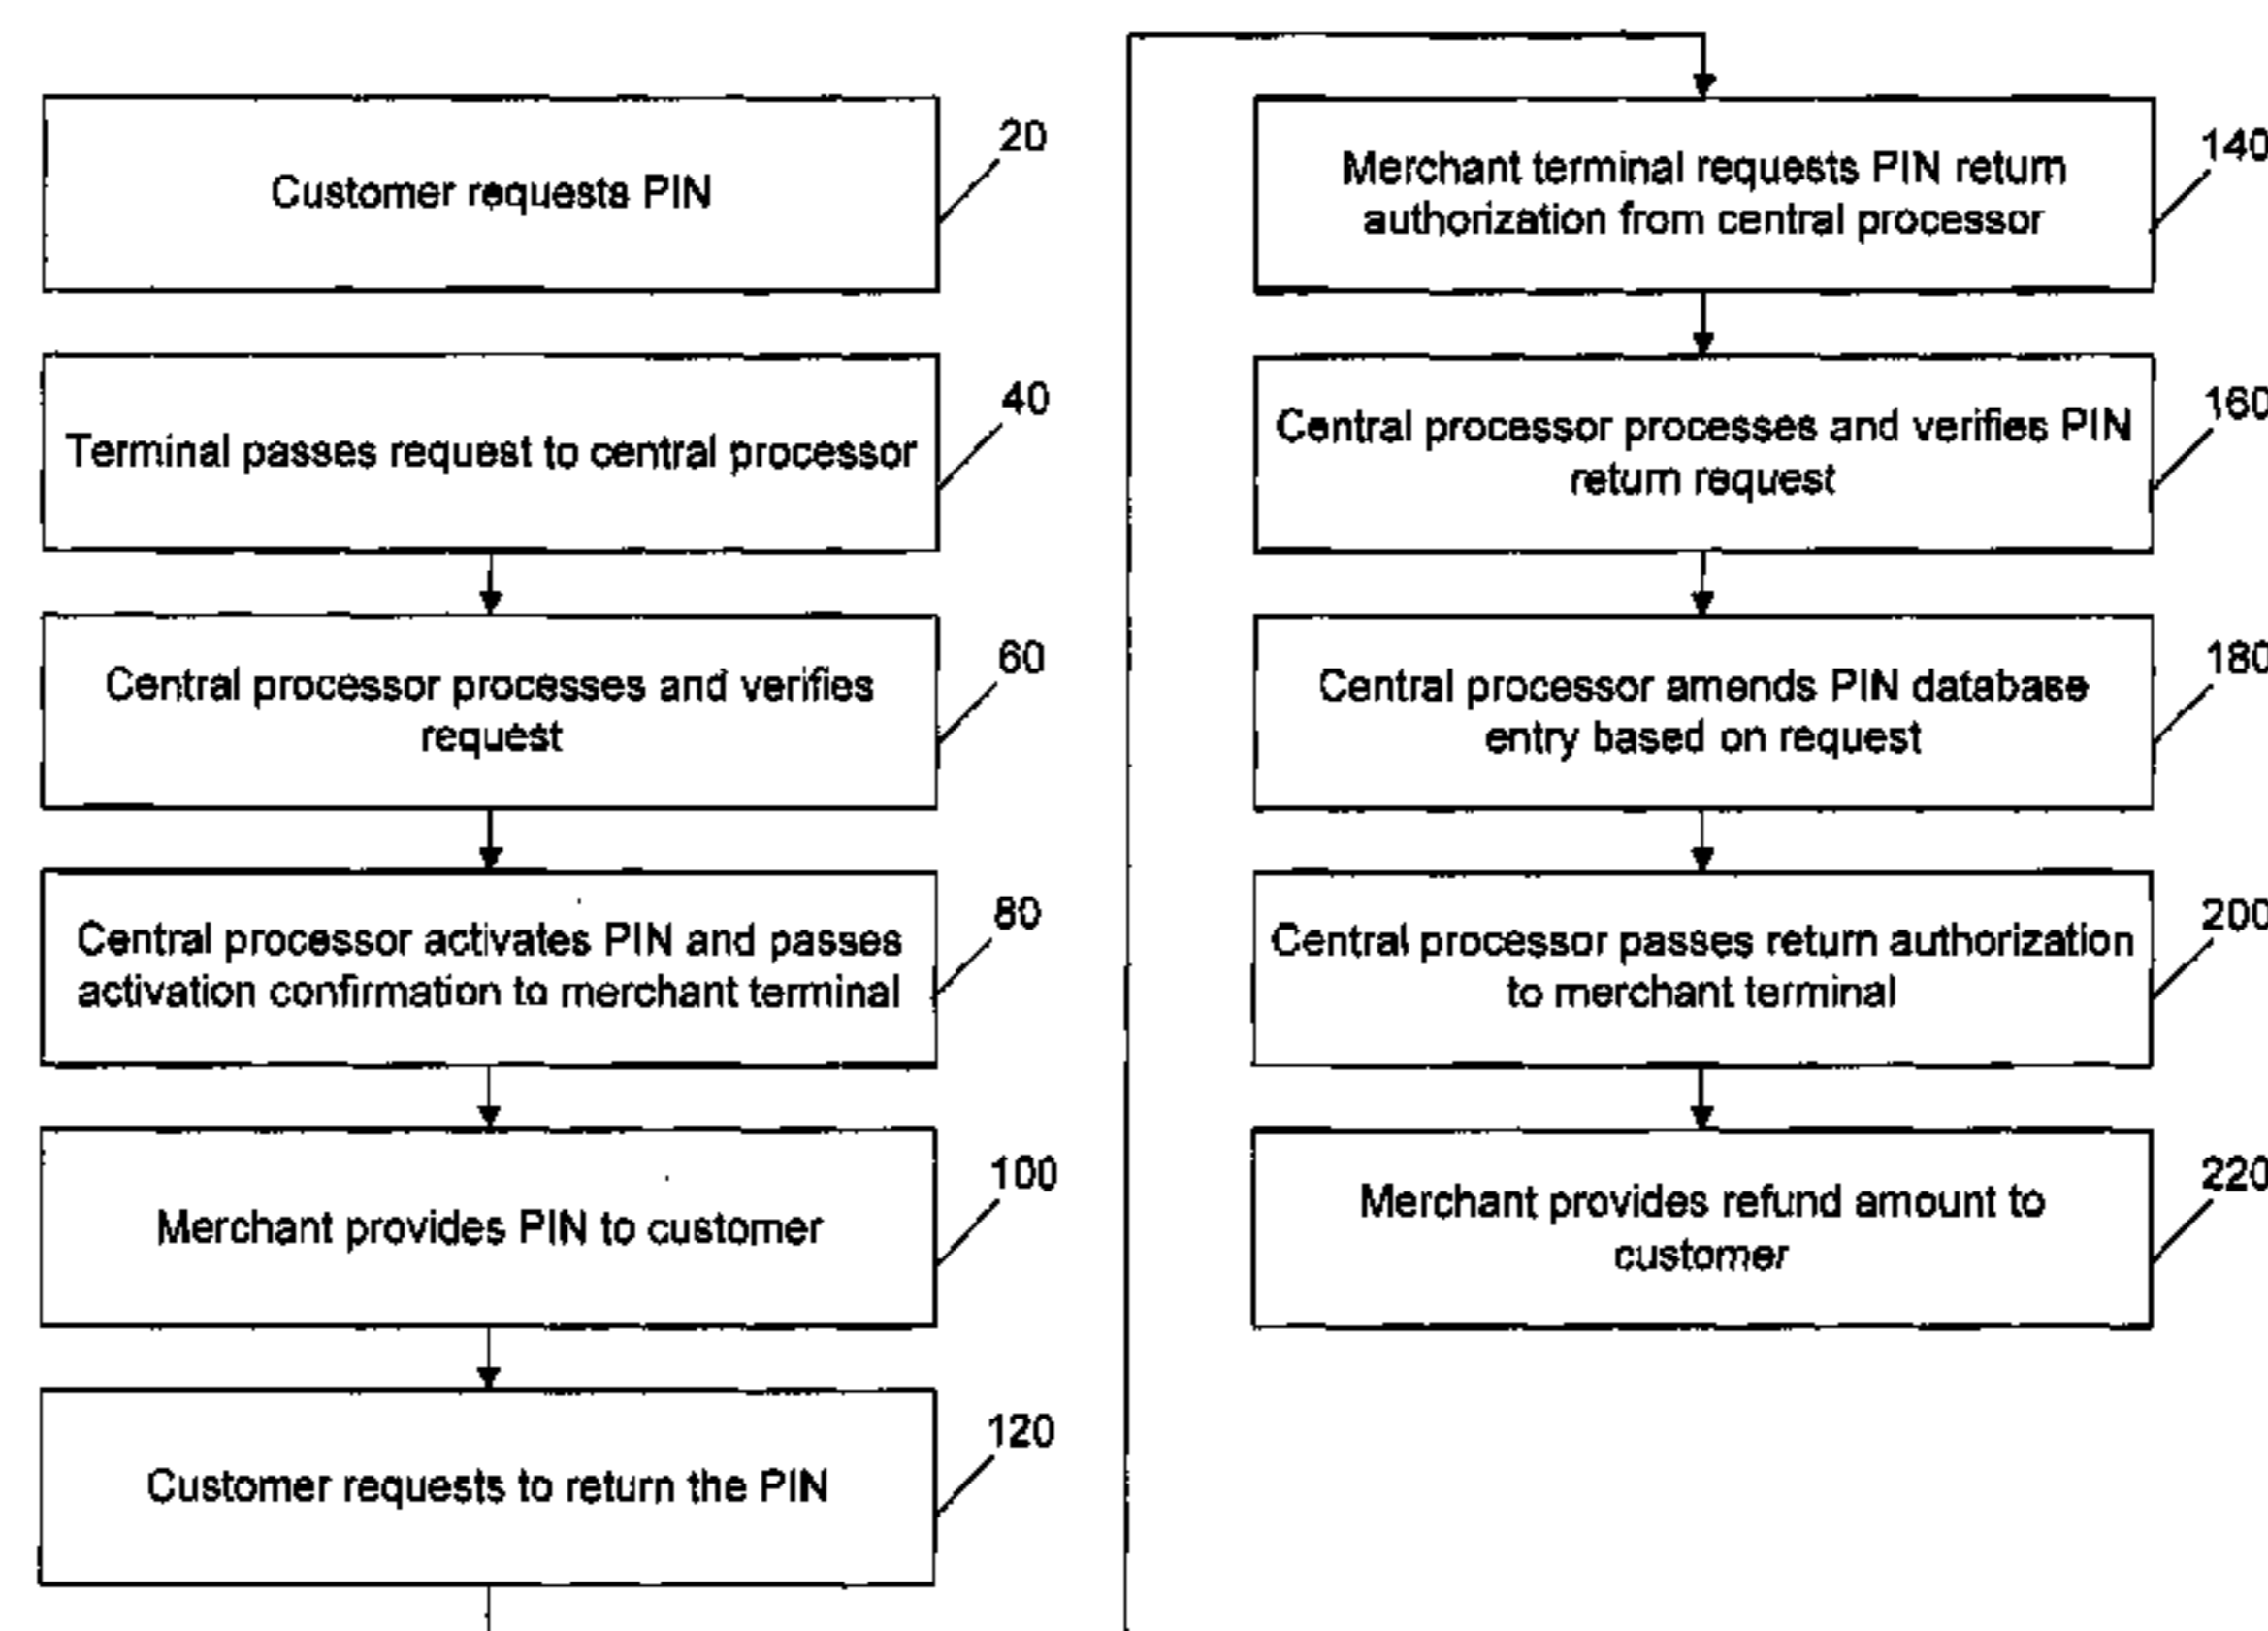 Customer requests PIN
20
Terminal passes request to central processor
40
Central processor processes and verifies
request
60
Central processor activates PIN and passes
activation confirmation to merchant terminal
80
Merchant provides PIN to customer
100
Customer requests to return the PIN
120
Merchant terminal requests PIN return
authorization from central processor
140
Central processor processes and verifies PIN
return request
160
Central processor amends PIN database
entry based on request
180
Central processor passes return authorization
to merchant terminal
200
Merchant provides refund amount to
customer
220